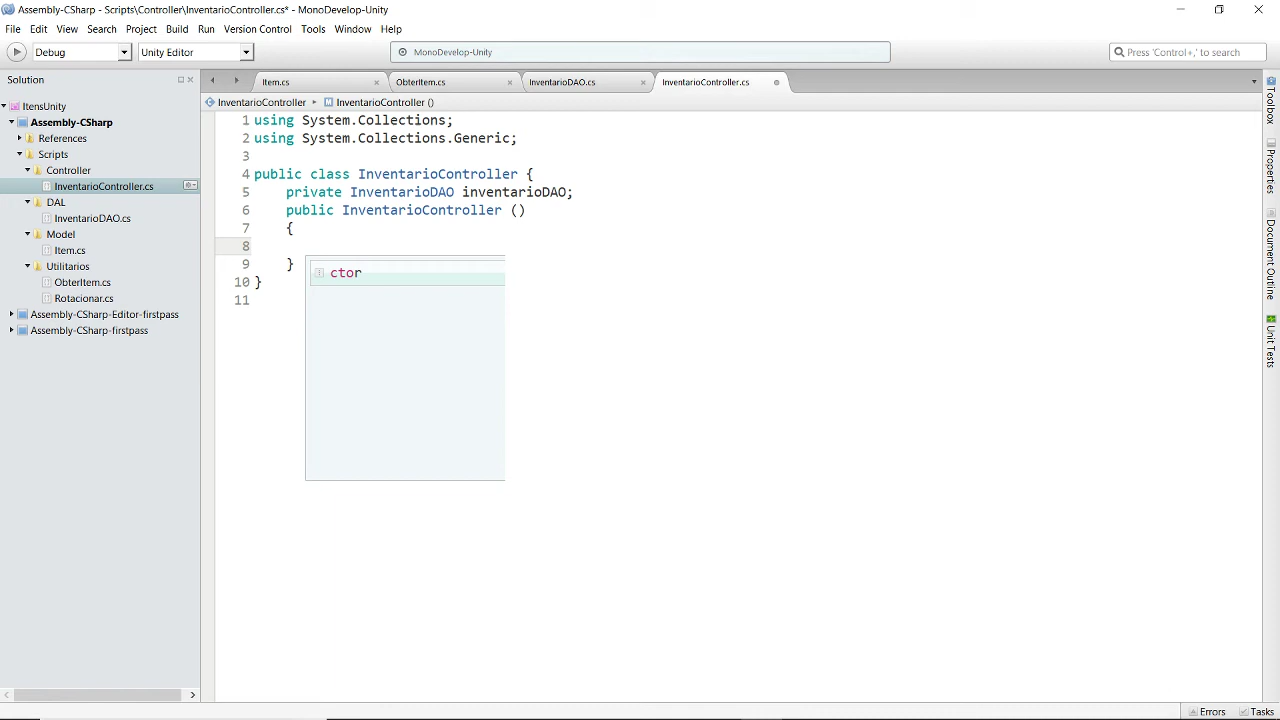 Assembly-CSharp - Scripts\Controller\InventarioController.cs* - MonoDevelop-Unity
File Edit View Search Project Build Run Version Control Tools Window Help
Debug Unity Editor MonoDevelop-Unity Press 'Control+,' to search
Solution
Item.cs ObterItem.cs InventarioDAO.cs InventarioController.cs
InventarioController InventarioController ()
ItensUnity
Assembly-CSharp
References
Scripts
Controller
InventarioController.cs
DAL
InventarioDAO.cs
Model
Item.cs
Utilitarios
ObterItem.cs
Rotacionar.cs
Assembly-CSharp-Editor-firstpass
Assembly-CSharp-firstpass
1 using System.Collections;
2 using System.Collections.Generic;
3
4 public class InventarioController {
5 private InventarioDAO inventarioDAO;
6 public InventarioController ()
7 {
8
9 }
10 }
11
ctor
Toolbox
Properties
Document Outline
Unit Tests
Errors Tasks